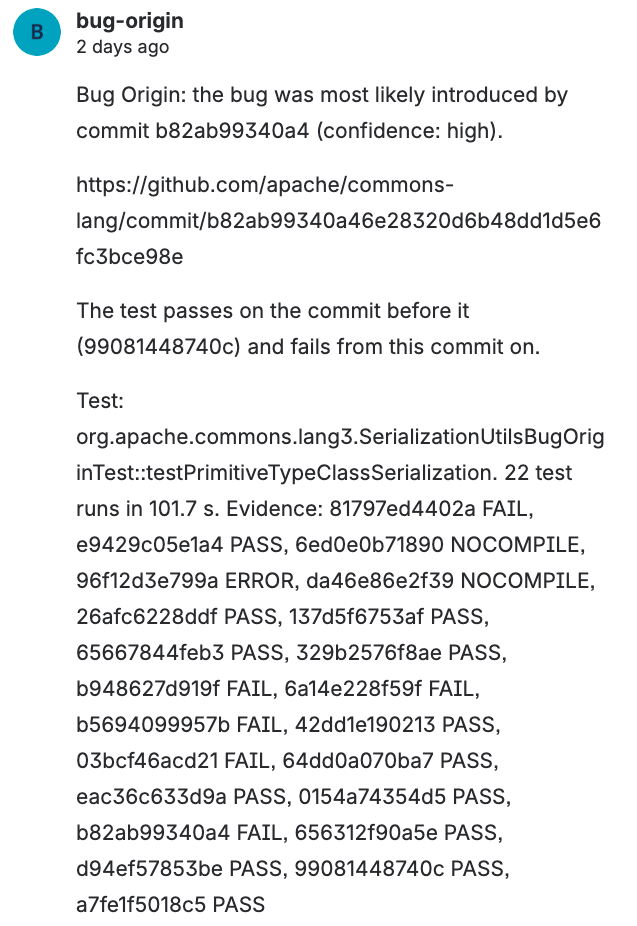 B
bug-origin
2 days ago
Bug Origin: the bug was most likely introduced by
commit b82ab99340a4 (confidence: high).
https://github.com/apache/commons-
lang/commit/b82ab99340a46e28320d6b48dd1d5e6
fc3bce98e
The test passes on the commit before it
(99081448740c) and fails from this commit on.
Test:
org.apache.commons.lang3.SerializationUtilsBugOrig
inTest::testPrimitiveTypeClassSerialization. 22 test
runs in 101.7 s. Evidence: 81797ed4402a FAIL,
e9429c05e1a4 PASS, 6ed0e0b71890 NOCOMPILE,
96f12d3e799a ERROR, da46e86e2f39 NOCOMPILE,
26afc6228ddf PASS, 137d5f6753af PASS,
65667844feb3 PASS, 329b2576f8ae PASS,
b948627d919f FAIL, 6a14e228f59f FAIL,
b5694099957b FAIL, 42dd1e190213 PASS,
03bcf46acd21 FAIL, 64dd0a070ba7 PASS,
eac36c633d9a PASS, 0154a74354d5 PASS,
b82ab99340a4 FAIL, 656312f90a5e PASS,
d94ef57853be PASS, 99081448740c PASS,
a7fe1f5018c5 PASS